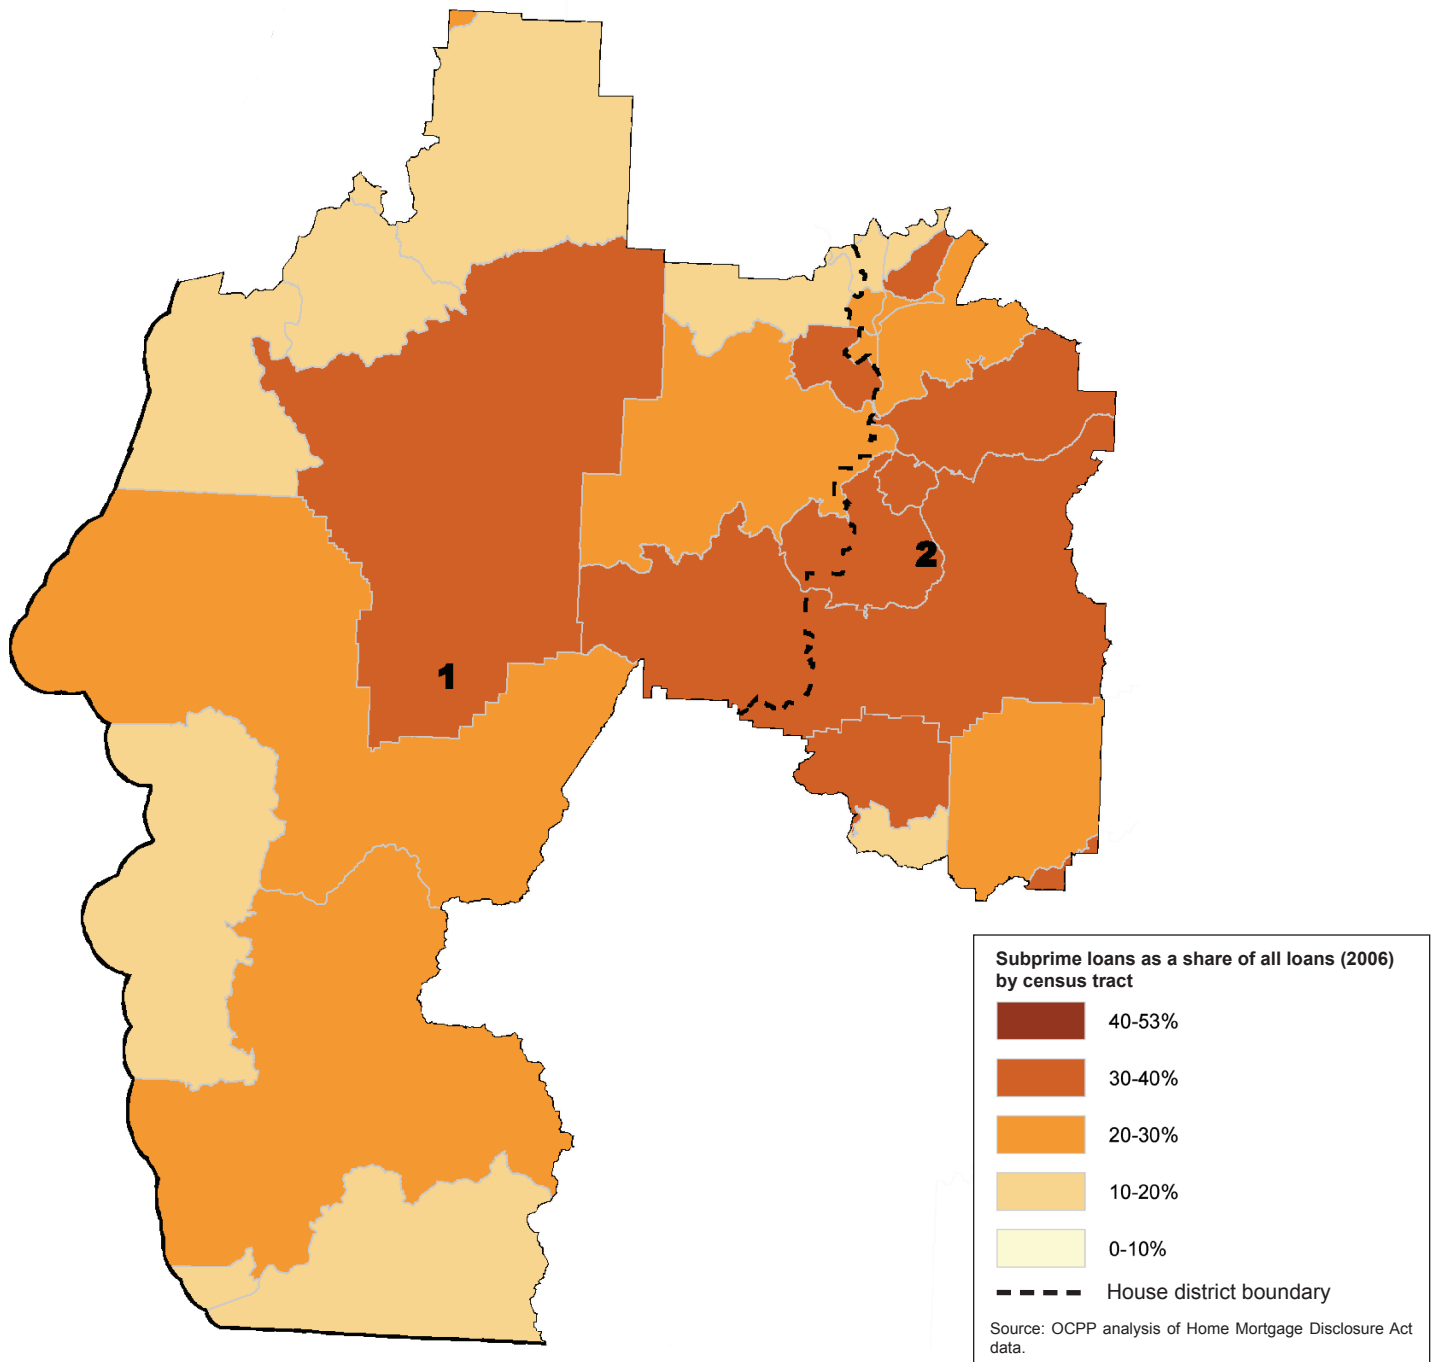 1
2
Subprime loans as a share of all loans (2006)
by census tract
40-53%
30-40%
20-30%
10-20%
0-10%
House district boundary
Source: OCPP analysis of Home Mortgage Disclosure Act
data.